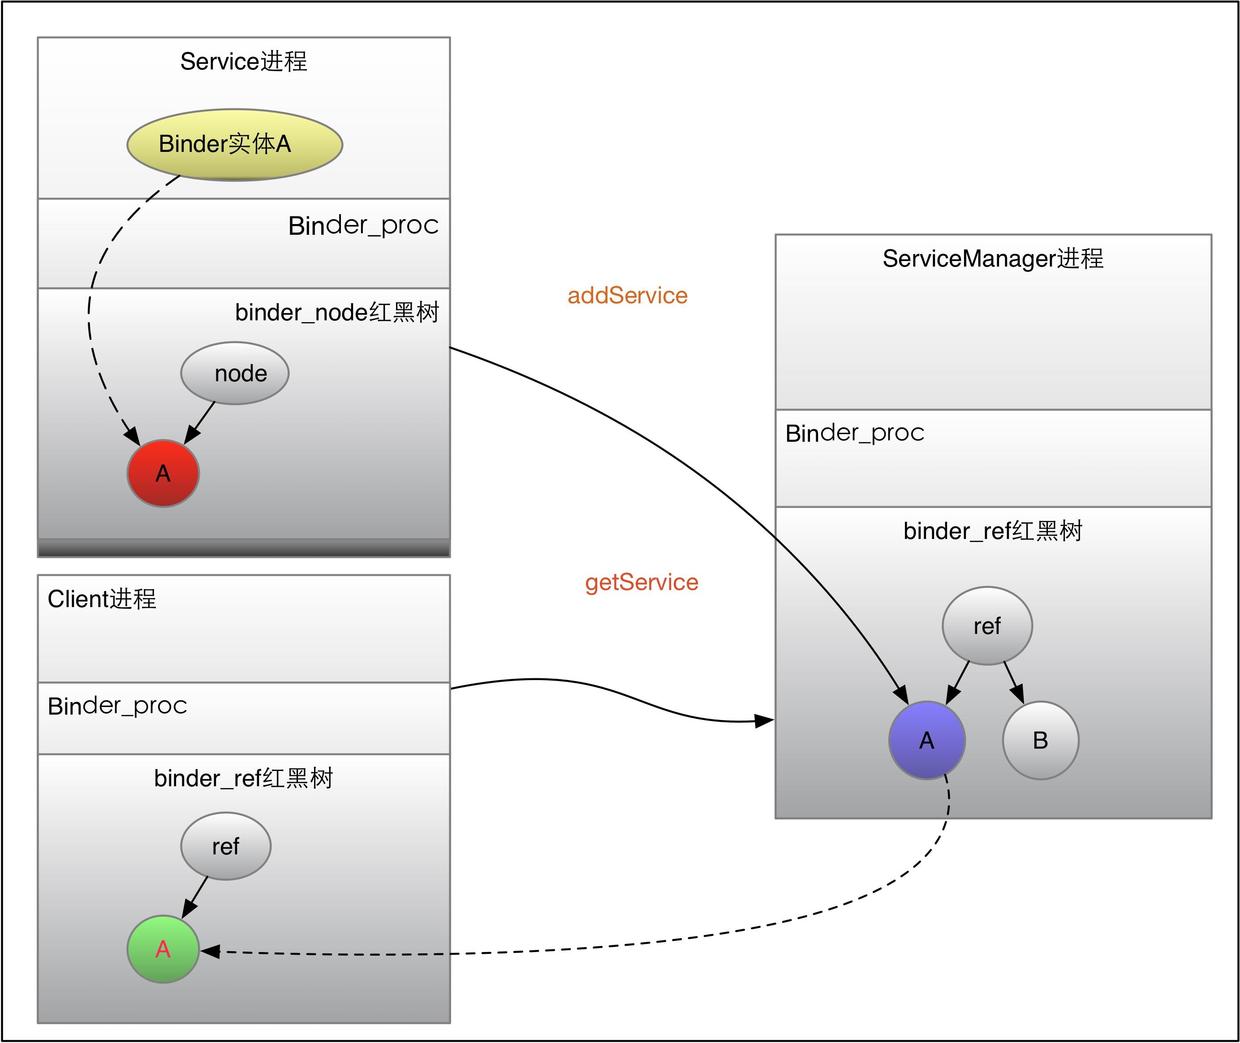 Service进程
Binder实体A
Binder_proc
binder_node红黑树
node
A
addService
ServiceManager进程
Binder_proc
binder_ref红黑树
ref
A
B
getService
Client进程
Binder_proc
binder_ref红黑树
ref
A